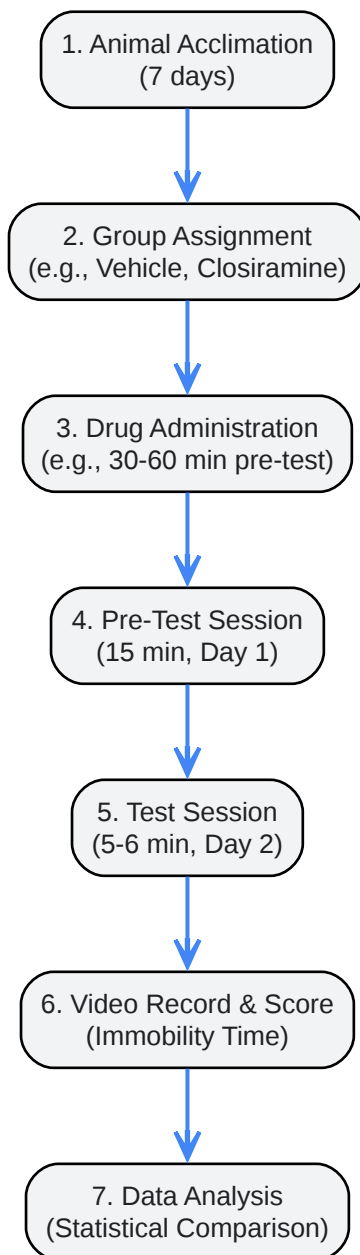 1. Animal Acclimation
(7 days)
2. Group Assignment
(e.g., Vehicle, Closiramine)
3. Drug Administration
(e.g., 30-60 min pre-test)
4. Pre-Test Session
(15 min, Day 1)
5. Test Session
(5-6 min, Day 2)
6. Video Record & Score
(Immobility Time)
7. Data Analysis
(Statistical Comparison)